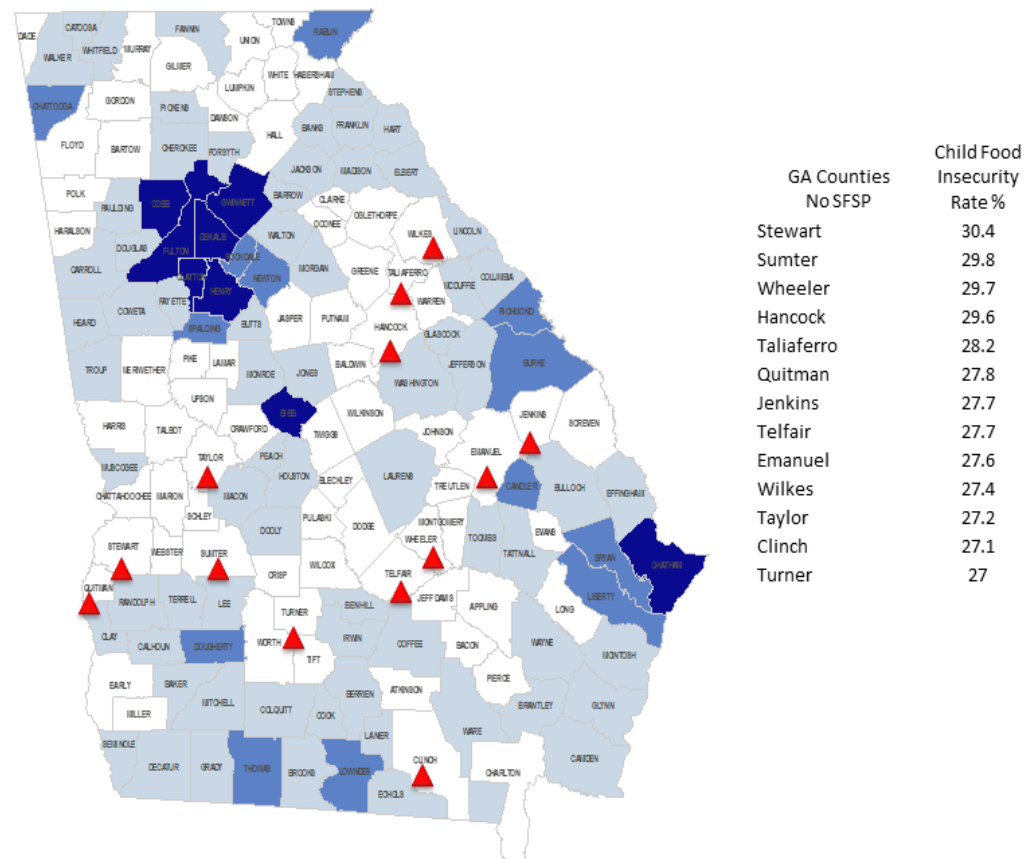 TOWNS
DADE
CATOOSA
FANNIN
RABUN
UNION
MURRAY
WHITFIELD
WALKER
GILMER
WHITE
HABERSHAM
LUMPKIN
STEPHENS
CHATTOOGA
GORDON
PICKENS
DAWSON
BANKS
FRANKLIN
HART
HALL
FLOYD
BARTOW
CHEROKEE
FORSYTH
JACKSON
MADISON
ELBERT
POLK
PAULDING
COBB
GWINNETT
BARROW
CLARKE
OCONEE
OGLETHORPE
HARALSON
DOUGLAS
FULTON
DEKALB
WALTON
WILKES
LINCOLN
CARROLL
CLAYTON
ROCKDALE
NEWTON
MORGAN
GREENE
TALIAFERRO
MCDUFFIE
COLUMBIA
HEARD
COWETA
FAYETTE
HENRY
WARREN
RICHMOND
SPALDING
BUTTS
JASPER
PUTNAM
HANCOCK
GLASCOCK
TROUP
MERIWETHER
PIKE
LAMAR
MONROE
JONES
BALDWIN
WASHINGTON
JEFFERSON
BURKE
UPSON
BIBB
WILKINSON
JENKINS
SCREVEN
HARRIS
TALBOT
CRAWFORD
TWIGGS
JOHNSON
EMANUEL
MUSCOGEE
TAYLOR
PEACH
HOUSTON
BLECKLEY
LAURENS
TREUTLEN
CANDLER
BULLOCH
EFFINGHAM
CHATTAHOOCHEE
MARION
MACON
SCHLEY
DOOLY
PULASKI
DODGE
MONTGOMERY
WHEELER
TOOMBS
EVANS
TATTNALL
BRYAN
CHATHAM
STEWART
WEBSTER
SUMTER
CRISP
WILCOX
TELFAIR
JEFF DAVIS
APPLING
LONG
LIBERTY
QUITMAN
RANDOLPH
TERRELL
LEE
TURNER
BEN HILL
CLAY
CALHOUN
DOUGHERTY
WORTH
TIFT
IRWIN
COFFEE
BACON
WAYNE
MCINTOSH
EARLY
BAKER
MITCHELL
COLQUITT
BERRIEN
ATKINSON
PIERCE
BRANTLEY
GLYNN
MILLER
COOK
LANIER
WARE
SEMINOLE
DECATUR
GRADY
THOMAS
BROOKS
LOWNDES
ECHOLS
CLINCH
CHARLTON
CAMDEN
GA Counties
No SFSP
Child Food
Insecurity
Rate %
Stewart 30.4
Sumter 29.8
Wheeler 29.7
Hancock 29.6
Taliaferro 28.2
Quitman 27.8
Jenkins 27.7
Telfair 27.7
Emanuel 27.6
Wilkes 27.4
Taylor 27.2
Clinch 27.1
Turner 27